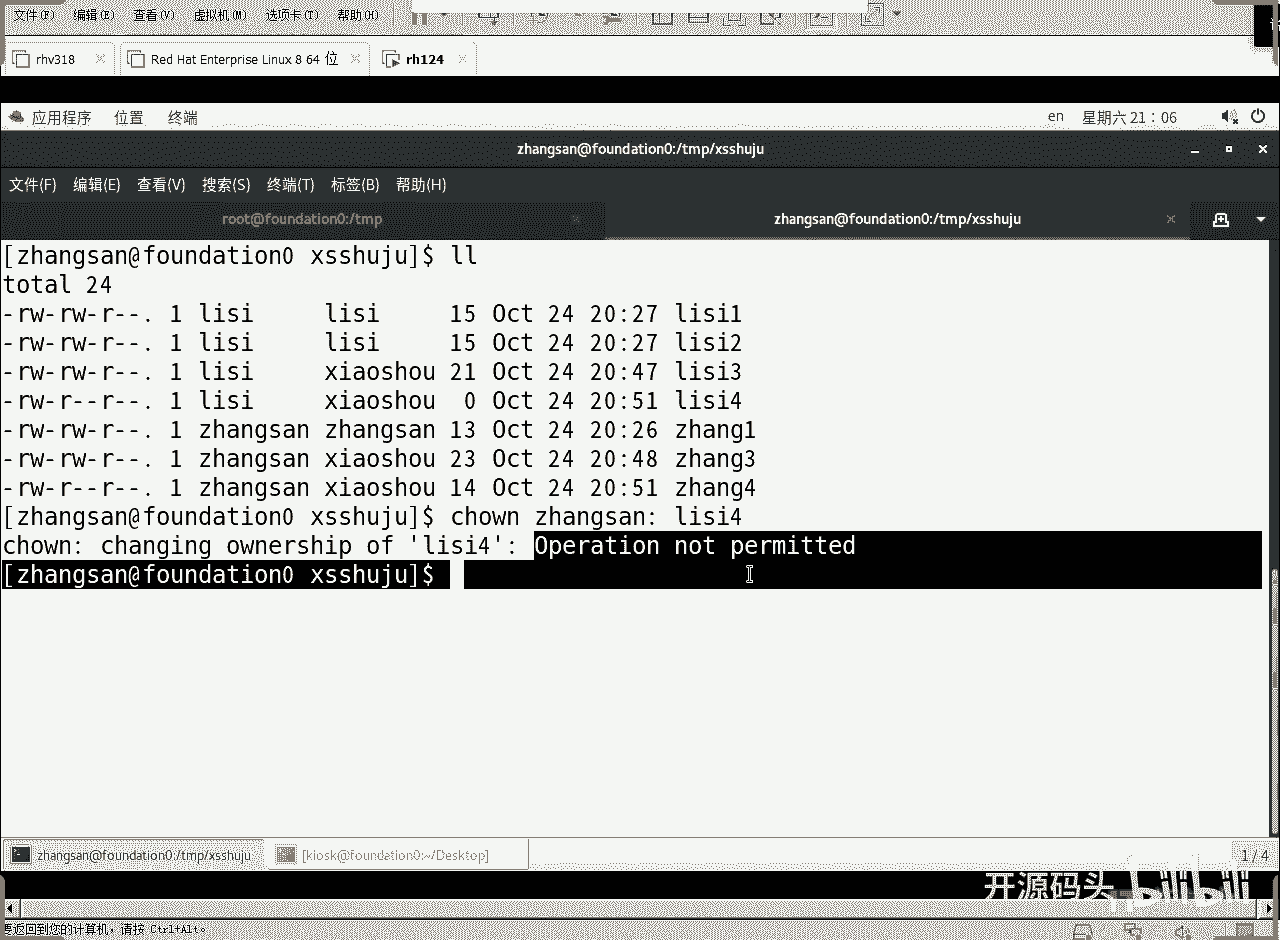 文件(F) 编辑(E) 查看(V) 虚拟机(M) 选项卡(T) 帮助(H)
rhv318 Red Hat Enterprise Linux 8 64 位 rh124
应用程序 位置 终端 en 星期六 21：06
zhangsan@foundation0:/tmp/xsshuju
文件(F) 编辑(E) 查看(V) 搜索(S) 终端(T) 标签(B) 帮助(H)
root@foundation0:/tmp zhangsan@foundation0:/tmp/xsshuju
[zhangsan@foundation0 xsshuju]$ ll
total 24
-rw-rw-r--. 1 lisi     lisi     15 Oct 24 20:27 lisi1
-rw-rw-r--. 1 lisi     lisi     15 Oct 24 20:27 lisi2
-rw-rw-r--. 1 lisi     xiaoshou 21 Oct 24 20:47 lisi3
-rw-r--r--. 1 lisi     xiaoshou  0 Oct 24 20:51 lisi4
-rw-rw-r--. 1 zhangsan zhangsan 13 Oct 24 20:26 zhang1
-rw-rw-r--. 1 zhangsan xiaoshou 23 Oct 24 20:48 zhang3
-rw-r--r--. 1 zhangsan xiaoshou 14 Oct 24 20:51 zhang4
[zhangsan@foundation0 xsshuju]$ chown zhangsan: lisi4
chown: changing ownership of 'lisi4': Operation not permitted
[zhangsan@foundation0 xsshuju]$
zhangsan@foundation0:/tmp/xsshuju [kiosk@foundation0:~/Desktop] 1 / 4
开源码头 bilibili
要返回到您的计算机，请按 Ctrl+Alt。